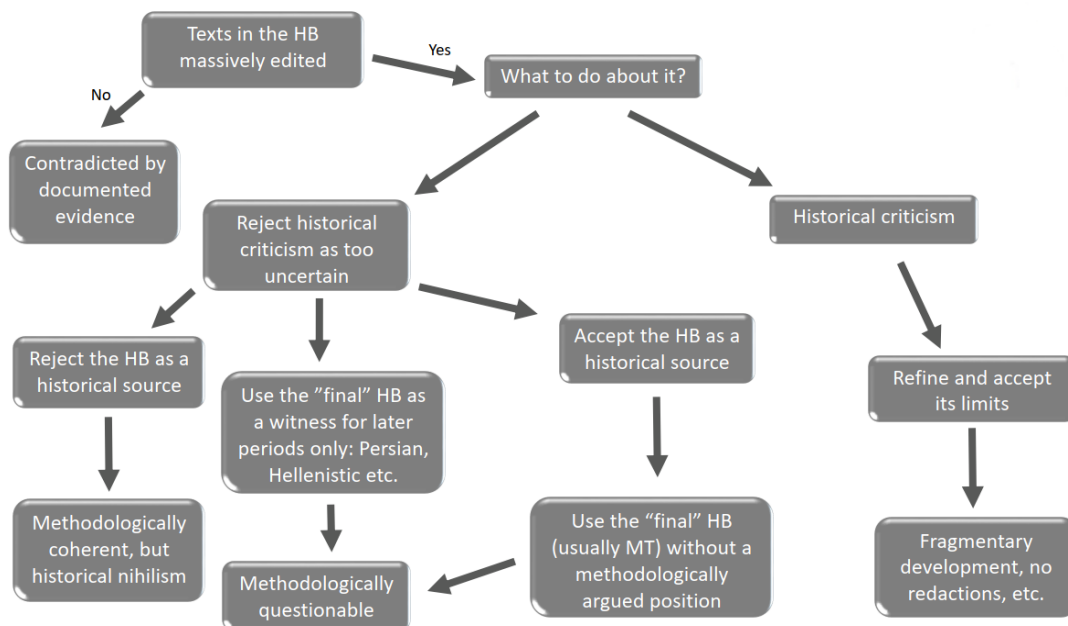 Texts in the HB
massively edited
Yes
What to do about it?
No
Contradicted by
documented
evidence
Reject historical
criticism as too
uncertain
Historical criticism
Reject the HB as a
historical source
Use the ”final” HB as
a witness for later
periods only: Persian,
Hellenistic etc.
Accept the HB as a
historical source
Refine and accept
its limits
Methodologically
coherent, but
historical nihilism
Methodologically
questionable
Use the “final” HB
(usually MT) without a
methodologically
argued position
Fragmentary
development, no
redactions, etc.